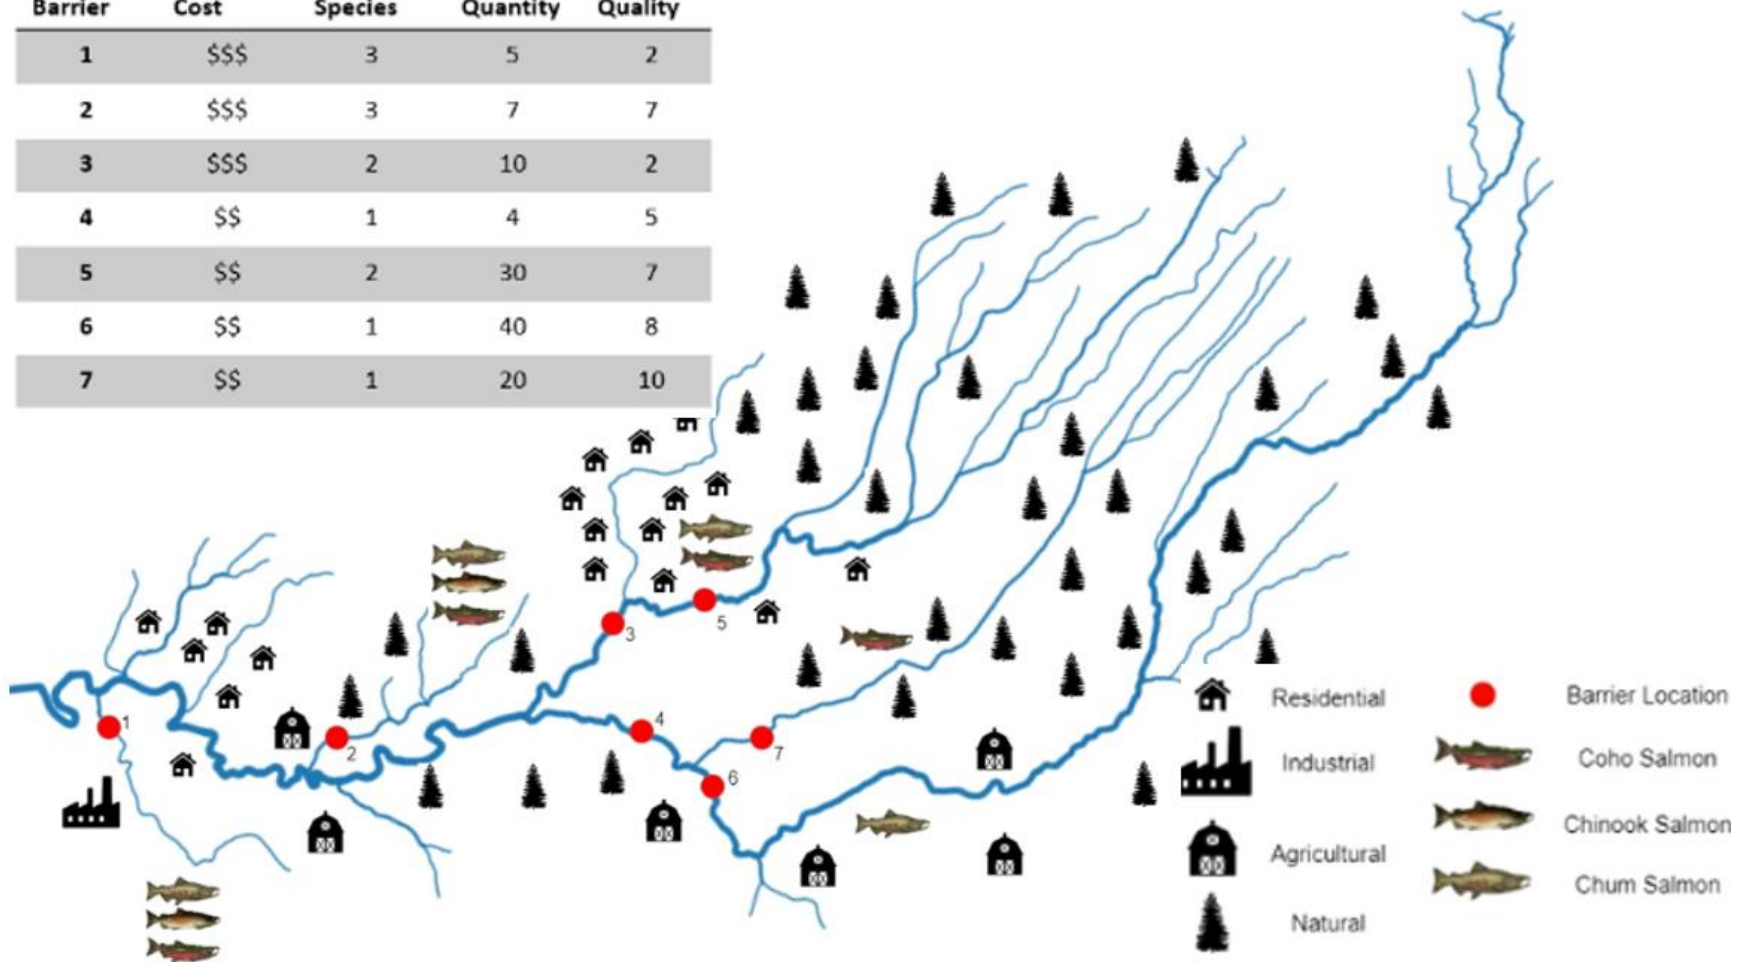 Barrier Cost Species Quantity Quality
1 $$$ 3 5 2
2 $$$ 3 7 7
3 $$$ 2 10 2
4 $$ 1 4 5
5 $$ 2 30 7
6 $$ 1 40 8
7 $$ 1 20 10
5
3
1
4
2
7
6
Residential
Barrier Location
Industrial
Coho Salmon
Chinook Salmon
Agricultural
Chum Salmon
Natural